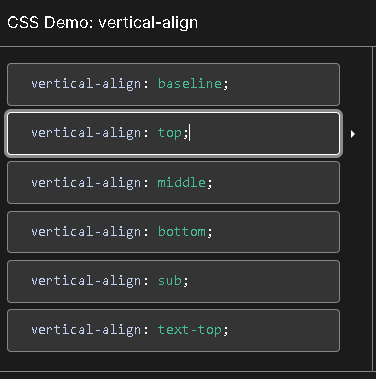 CSS Demo: vertical-align
vertical-align: baseline;
vertical-align: top;
vertical-align: middle;
vertical-align: bottom;
vertical-align: sub;
vertical-align: text-top;